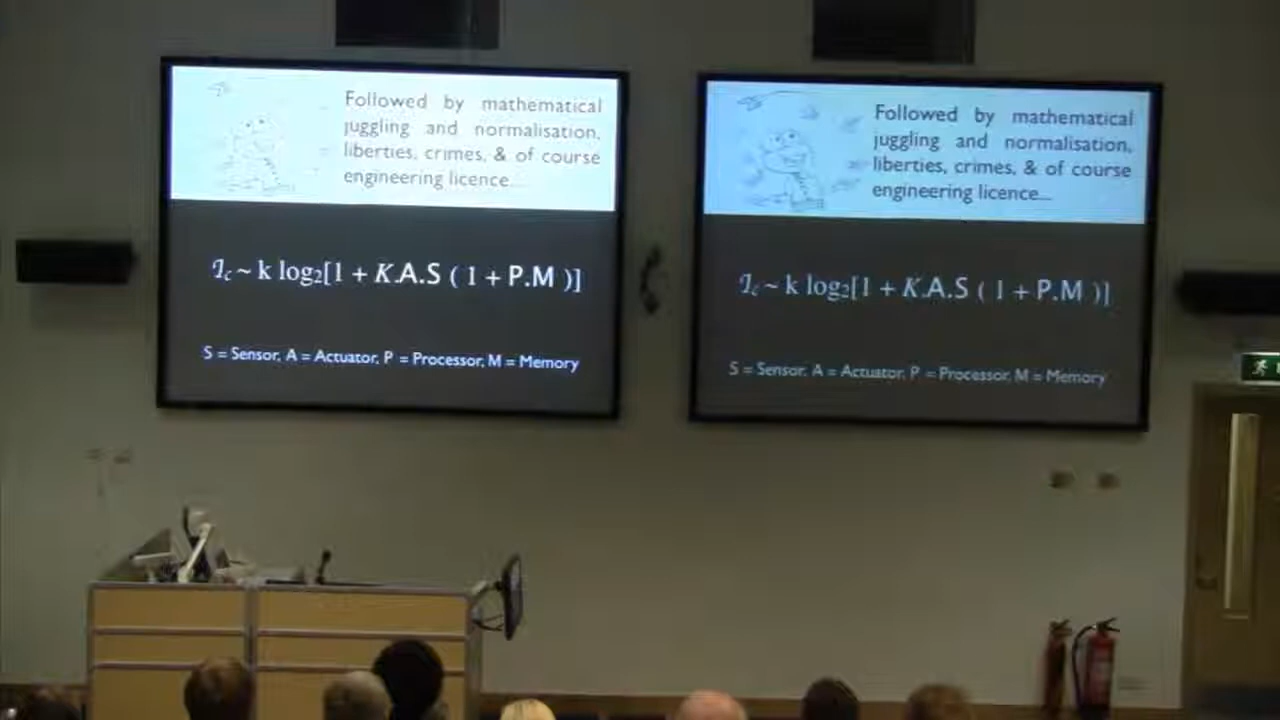 Followed by mathematical
juggling and normalisation,
liberties, crimes, & of course
engineering licence...
ℐc ~ k log₂[1 + K.A.S ( 1 + P.M )]
S = Sensor, A = Actuator, P = Processor, M = Memory
Followed by mathematical
juggling and normalisation,
liberties, crimes, & of course
engineering licence...
ℐc ~ k log₂[1 + K.A.S ( 1 + P.M )]
S = Sensor, A = Actuator, P = Processor, M = Memory